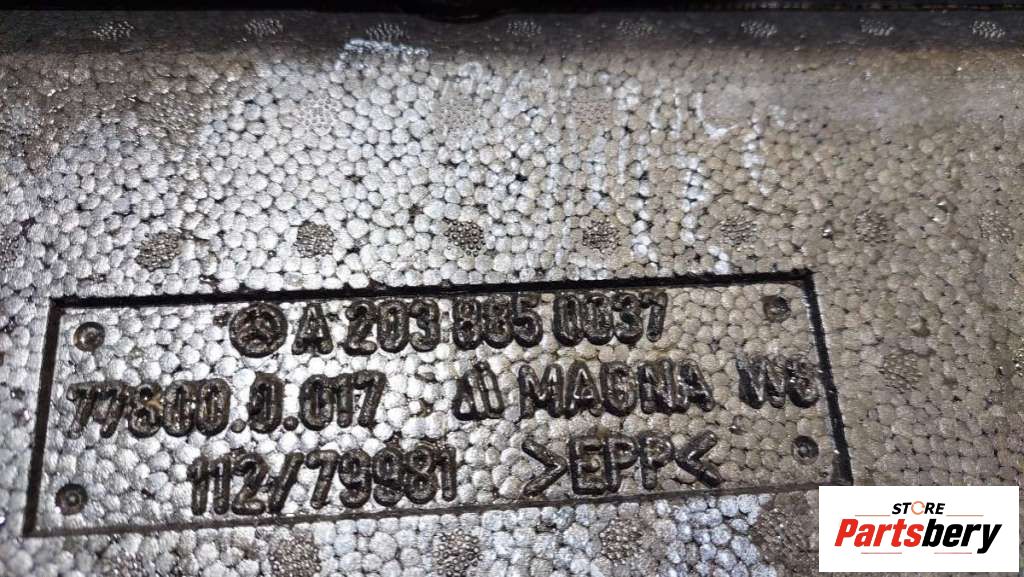 A 203 885 0037
77800.0.017 MAGNA
112/79981 >EPP<
STORE
Partsbery